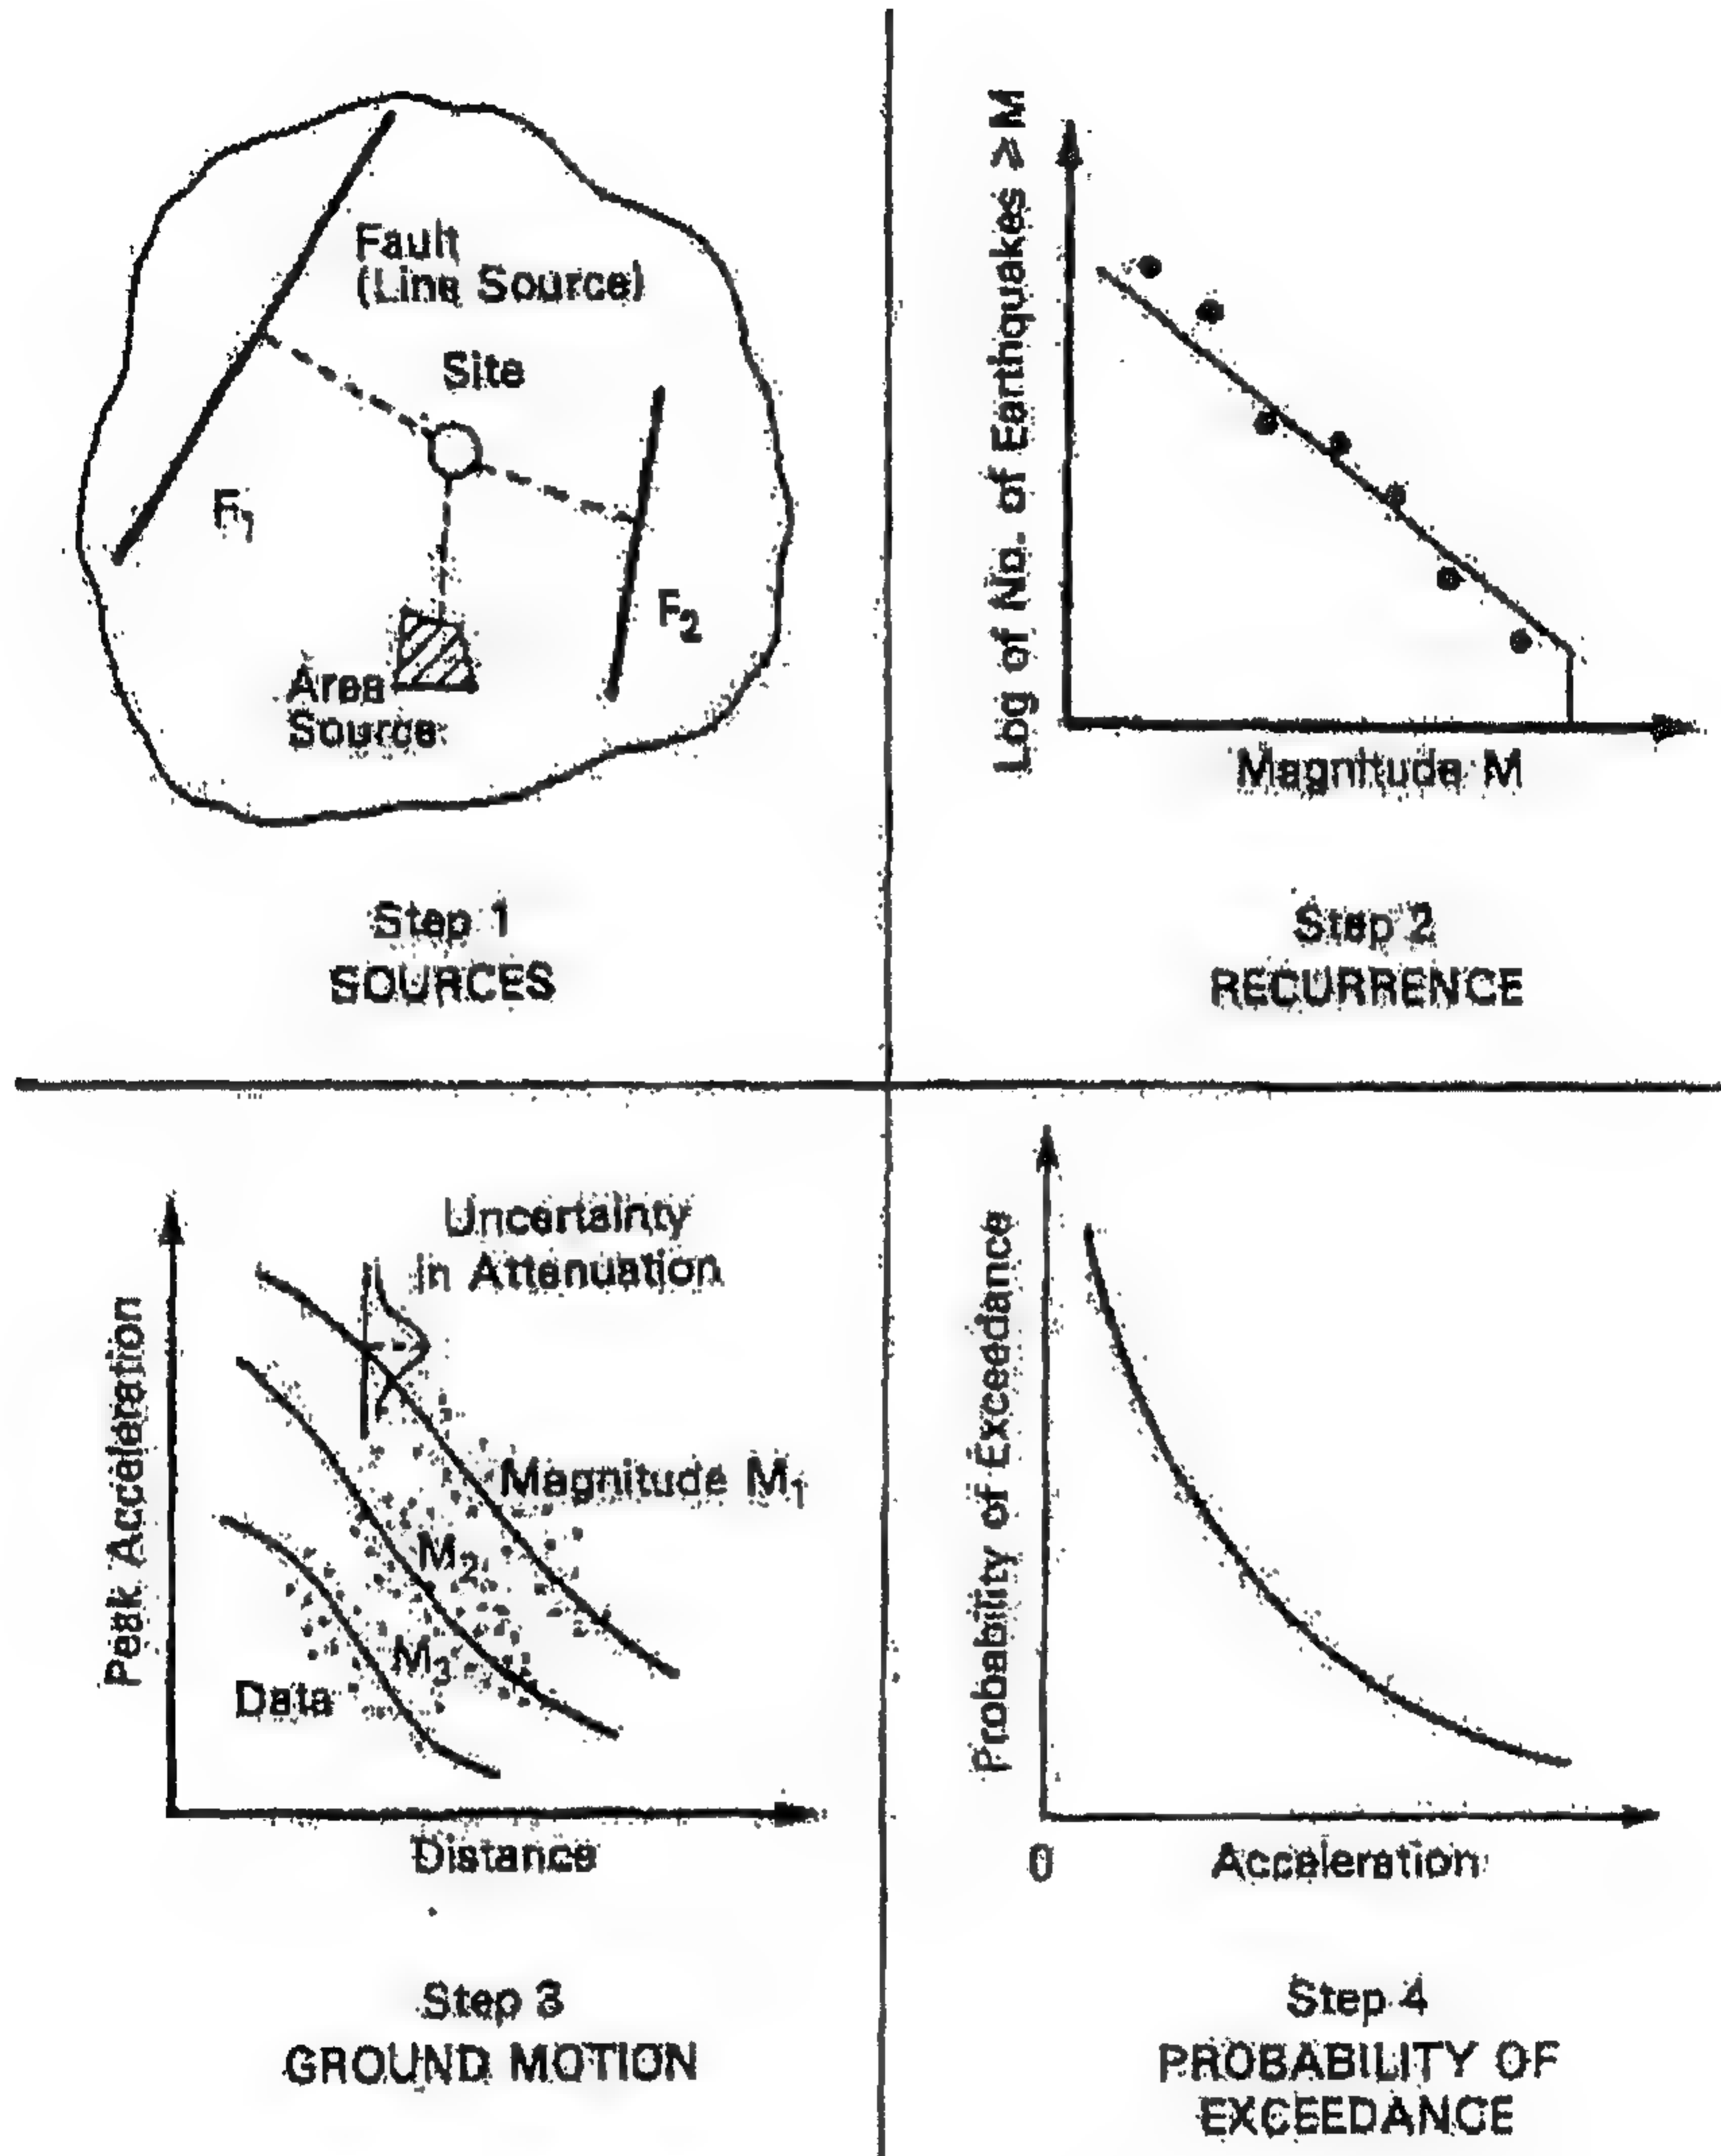 Fault
(Line Source)
Site
F1
F2
Area
Source
Step 1
SOURCES
Log of No. of Earthquakes > M
Magnitude M
Step 2
RECURRENCE
Uncertainty
in Attenuation
Peak Acceleration
Magnitude M1
M2
M3
Data
Distance
Step 3
GROUND MOTION
Probability of Exceedance
0
Acceleration
Step 4
PROBABILITY OF
EXCEEDANCE